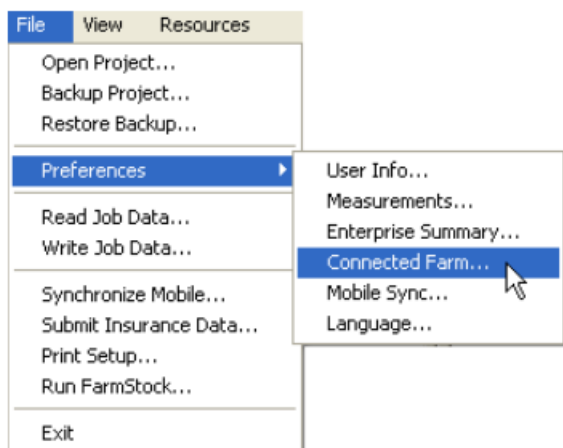 File View Resources
Open Project...
Backup Project...
Restore Backup...
Preferences
Read Job Data...
Write Job Data...
Synchronize Mobile...
Submit Insurance Data...
Print Setup...
Run FarmStock...
Exit
User Info...
Measurements...
Enterprise Summary...
Connected Farm...
Mobile Sync...
Language...